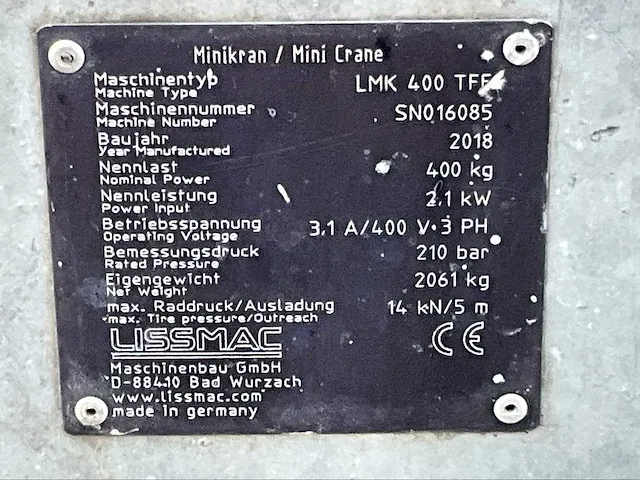 Minikran / Mini Crane
Maschinentyp LMK 400 TFF
Machine Type
Maschinennummer SN016085
Machine Number
Baujahr 2018
Year Manufactured
Nennlast 400 kg
Nominal Power
Nennleistung 2.1 kW
Power Input
Betriebsspannung 3,1 A/400 V·3 PH
Operating Voltage
Bemessungsdruck 210 bar
Rated Pressure
Eigengewicht 2061 kg
Net Weight
max. Raddruck/Ausladung 14 kN/5 m
max. Tire pressure/Outreach
LISSMAC CE
Maschinenbau GmbH
D-88410 Bad Wurzach
www.lissmac.com
made in germany